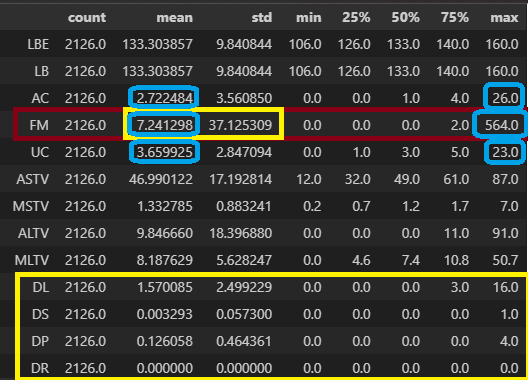 count mean std min 25% 50% 75% max
LBE 2126.0 133.303857 9.840844 106.0 126.0 133.0 140.0 160.0
LB 2126.0 133.303857 9.840844 106.0 126.0 133.0 140.0 160.0
AC 2126.0 2.722484 3.560850 0.0 0.0 1.0 4.0 26.0
FM 2126.0 7.241298 37.125309 0.0 0.0 0.0 2.0 564.0
UC 2126.0 3.659925 2.847094 0.0 1.0 3.0 5.0 23.0
ASTV 2126.0 46.990122 17.192814 12.0 32.0 49.0 61.0 87.0
MSTV 2126.0 1.332785 0.883241 0.2 0.7 1.2 1.7 7.0
ALTV 2126.0 9.846660 18.396880 0.0 0.0 0.0 11.0 91.0
MLTV 2126.0 8.187629 5.628247 0.0 4.6 7.4 10.8 50.7
DL 2126.0 1.570085 2.499229 0.0 0.0 0.0 3.0 16.0
DS 2126.0 0.003293 0.057300 0.0 0.0 0.0 0.0 1.0
DP 2126.0 0.126058 0.464361 0.0 0.0 0.0 0.0 4.0
DR 2126.0 0.000000 0.000000 0.0 0.0 0.0 0.0 0.0